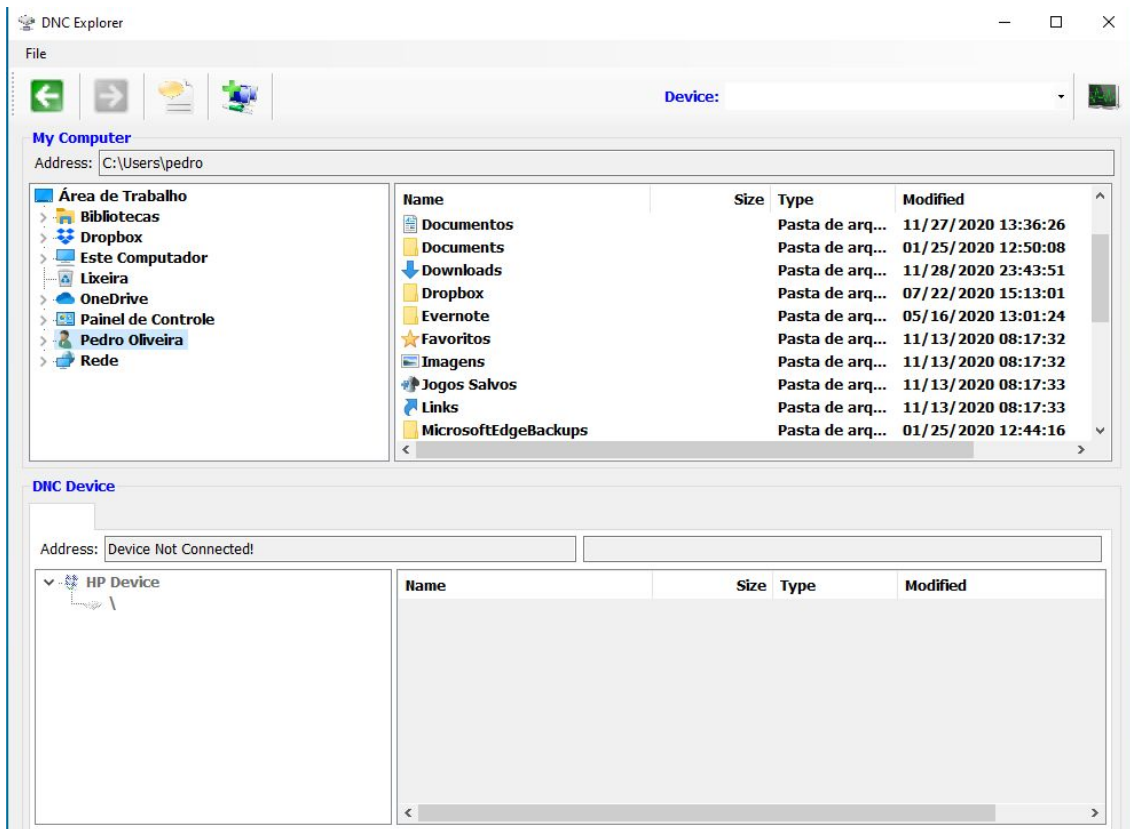 DNC Explorer
File
Device:
My Computer
Address: C:\Users\pedro
Área de Trabalho
Bibliotecas
Dropbox
Este Computador
Lixeira
OneDrive
Painel de Controle
Pedro Oliveira
Rede
Name Size Type Modified
Documentos Pasta de arq... 11/27/2020 13:36:26
Documents Pasta de arq... 01/25/2020 12:50:08
Downloads Pasta de arq... 11/28/2020 23:43:51
Dropbox Pasta de arq... 07/22/2020 15:13:01
Evernote Pasta de arq... 05/16/2020 13:01:24
Favoritos Pasta de arq... 11/13/2020 08:17:32
Imagens Pasta de arq... 11/13/2020 08:17:32
Jogos Salvos Pasta de arq... 11/13/2020 08:17:33
Links Pasta de arq... 11/13/2020 08:17:33
MicrosoftEdgeBackups Pasta de arq... 01/25/2020 12:44:16
DNC Device
Address: Device Not Connected!
HP Device
\
Name Size Type Modified